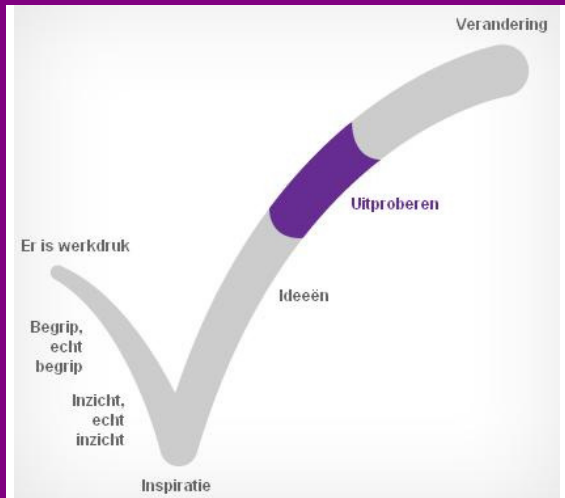 Verandering
Uitproberen
Er is werkdruk
Ideeën
Begrip,
echt
begrip
Inzicht,
echt
inzicht
Inspiratie